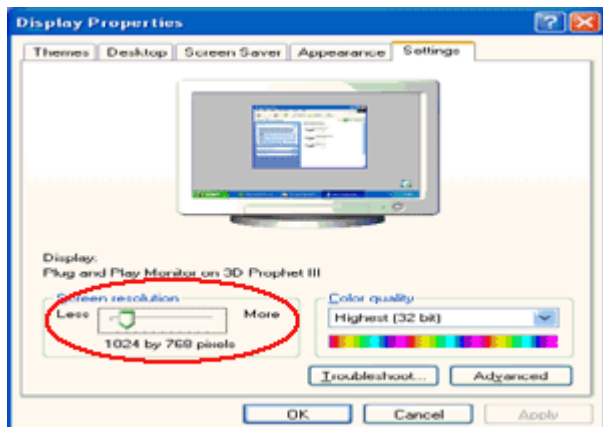 Display Properties
Themes Desktop Screen Saver Appearance Settings
Display:
Plug and Play Monitor on 3D Prophet III
Screen resolution
Less More
1024 by 768 pixels
Color quality
Highest (32 bit)
Troubleshoot... Advanced
OK Cancel Apply